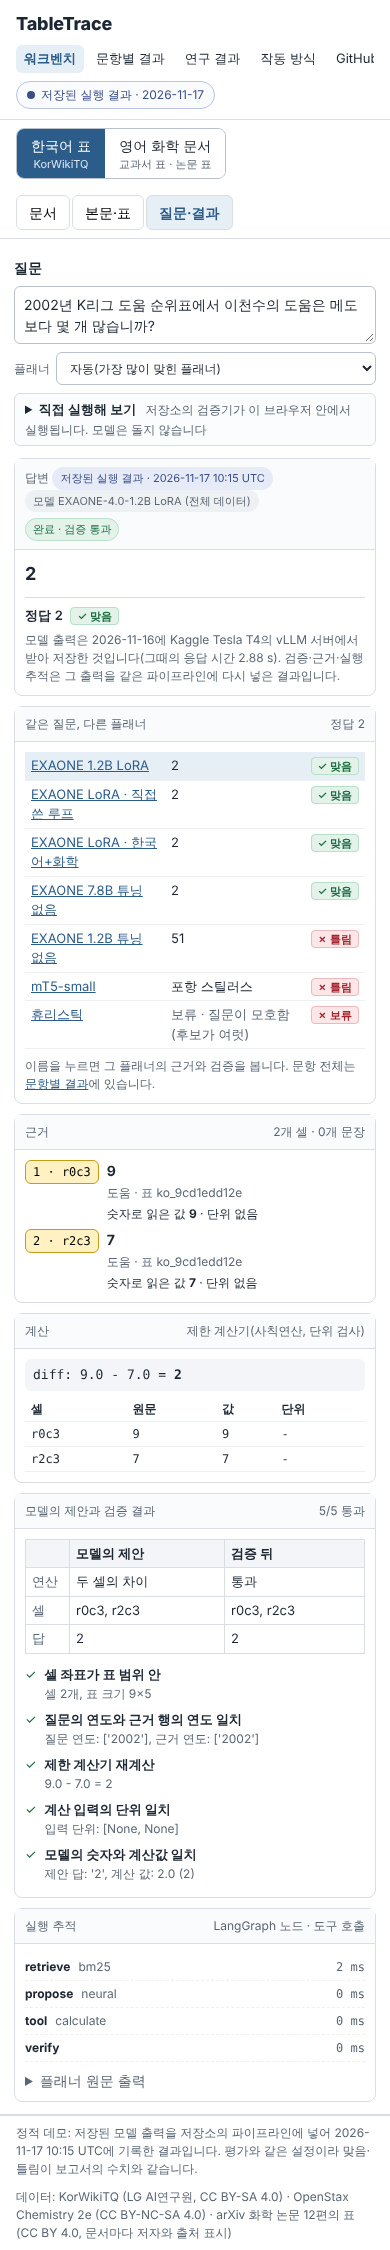 TableTrace
워크벤치 문항별 결과 연구 결과 작동 방식 GitHub
저장된 실행 결과 · 2026-11-17
한국어 표 영어 화학 문서
KorWikiTQ 교과서 표 · 논문 표
문서 본문·표 질문·결과
질문
2002년 K리그 도움 순위표에서 이천수의 도움은 메도
보다 몇 개 많습니까?
플래너 자동(가장 많이 맞힌 플래너)
▶ 직접 실행해 보기 저장소의 검증기가 이 브라우저 안에서
실행됩니다. 모델은 돌지 않습니다
답변 저장된 실행 결과 · 2026-11-17 10:15 UTC
모델 EXAONE-4.0-1.2B LoRA (전체 데이터)
완료 · 검증 통과
2
정답 2 ✓ 맞음
모델 출력은 2026-11-16에 Kaggle Tesla T4의 vLLM 서버에서
받아 저장한 것입니다(그때의 응답 시간 2.88 s). 검증·근거·실행
추적은 그 출력을 같은 파이프라인에 다시 넣은 결과입니다.
같은 질문, 다른 플래너 정답 2
EXAONE 1.2B LoRA 2 ✓ 맞음
EXAONE LoRA · 직접 2 ✓ 맞음
쓴 루프
EXAONE LoRA · 한국 2 ✓ 맞음
어+화학
EXAONE 7.8B 튜닝 2 ✓ 맞음
없음
EXAONE 1.2B 튜닝 51 × 틀림
없음
mT5-small 포항 스틸러스 × 틀림
휴리스틱 보류 · 질문이 모호함 × 보류
(후보가 여럿)
이름을 누르면 그 플래너의 근거와 검증을 봅니다. 문항 전체는
문항별 결과에 있습니다.
근거 2개 셀 · 0개 문장
1 · r0c3 9
도움 · 표 ko_9cd1edd12e
숫자로 읽은 값 9 · 단위 없음
2 · r2c3 7
도움 · 표 ko_9cd1edd12e
숫자로 읽은 값 7 · 단위 없음
계산 제한 계산기(사칙연산, 단위 검사)
diff: 9.0 - 7.0 = 2
셀 원문 값 단위
r0c3 9 9 -
r2c3 7 7 -
모델의 제안과 검증 결과 5/5 통과
모델의 제안 검증 뒤
연산 두 셀의 차이 통과
셀 r0c3, r2c3 r0c3, r2c3
답 2 2
✓ 셀 좌표가 표 범위 안
셀 2개, 표 크기 9×5
✓ 질문의 연도와 근거 행의 연도 일치
질문 연도: ['2002'], 근거 연도: ['2002']
✓ 제한 계산기 재계산
9.0 - 7.0 = 2
✓ 계산 입력의 단위 일치
입력 단위: [None, None]
✓ 모델의 숫자와 계산값 일치
제안 답: '2', 계산 값: 2.0 (2)
실행 추적 LangGraph 노드 · 도구 호출
retrieve bm25 2 ms
propose neural 0 ms
tool calculate 0 ms
verify 0 ms
▶ 플래너 원문 출력
정적 데모: 저장된 모델 출력을 저장소의 파이프라인에 넣어 2026-
11-17 10:15 UTC에 기록한 결과입니다. 평가와 같은 설정이라 맞음·
틀림이 보고서의 수치와 같습니다.
데이터: KorWikiTQ (LG AI연구원, CC BY-SA 4.0) · OpenStax
Chemistry 2e (CC BY-NC-SA 4.0) · arXiv 화학 논문 12편의 표
(CC BY 4.0, 문서마다 저자와 출처 표시)